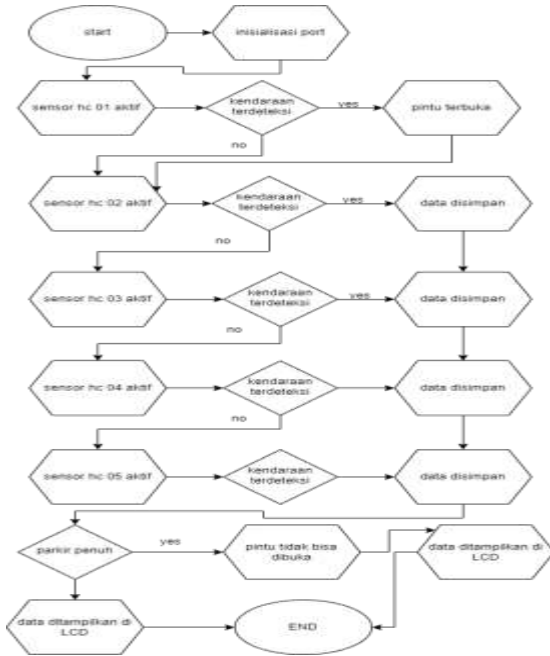 start
inisialisasi port
sensor hc 01 aktif
kendaraan
terdeteksi
yes
pintu terbuka
no
sensor hc 02 aktif
kendaraan
terdeteksi
yes
data disimpan
no
sensor hc 03 aktif
kendaraan
terdeteksi
yes
data disimpan
no
sensor hc 04 aktif
kendaraan
terdeteksi
data disimpan
no
sensor hc 05 aktif
kendaraan
terdeteksi
data disimpan
parkir penuh
yes
pintu tidak bisa
dibuka
data ditampilkan di
LCD
data ditampilkan di
LCD
END